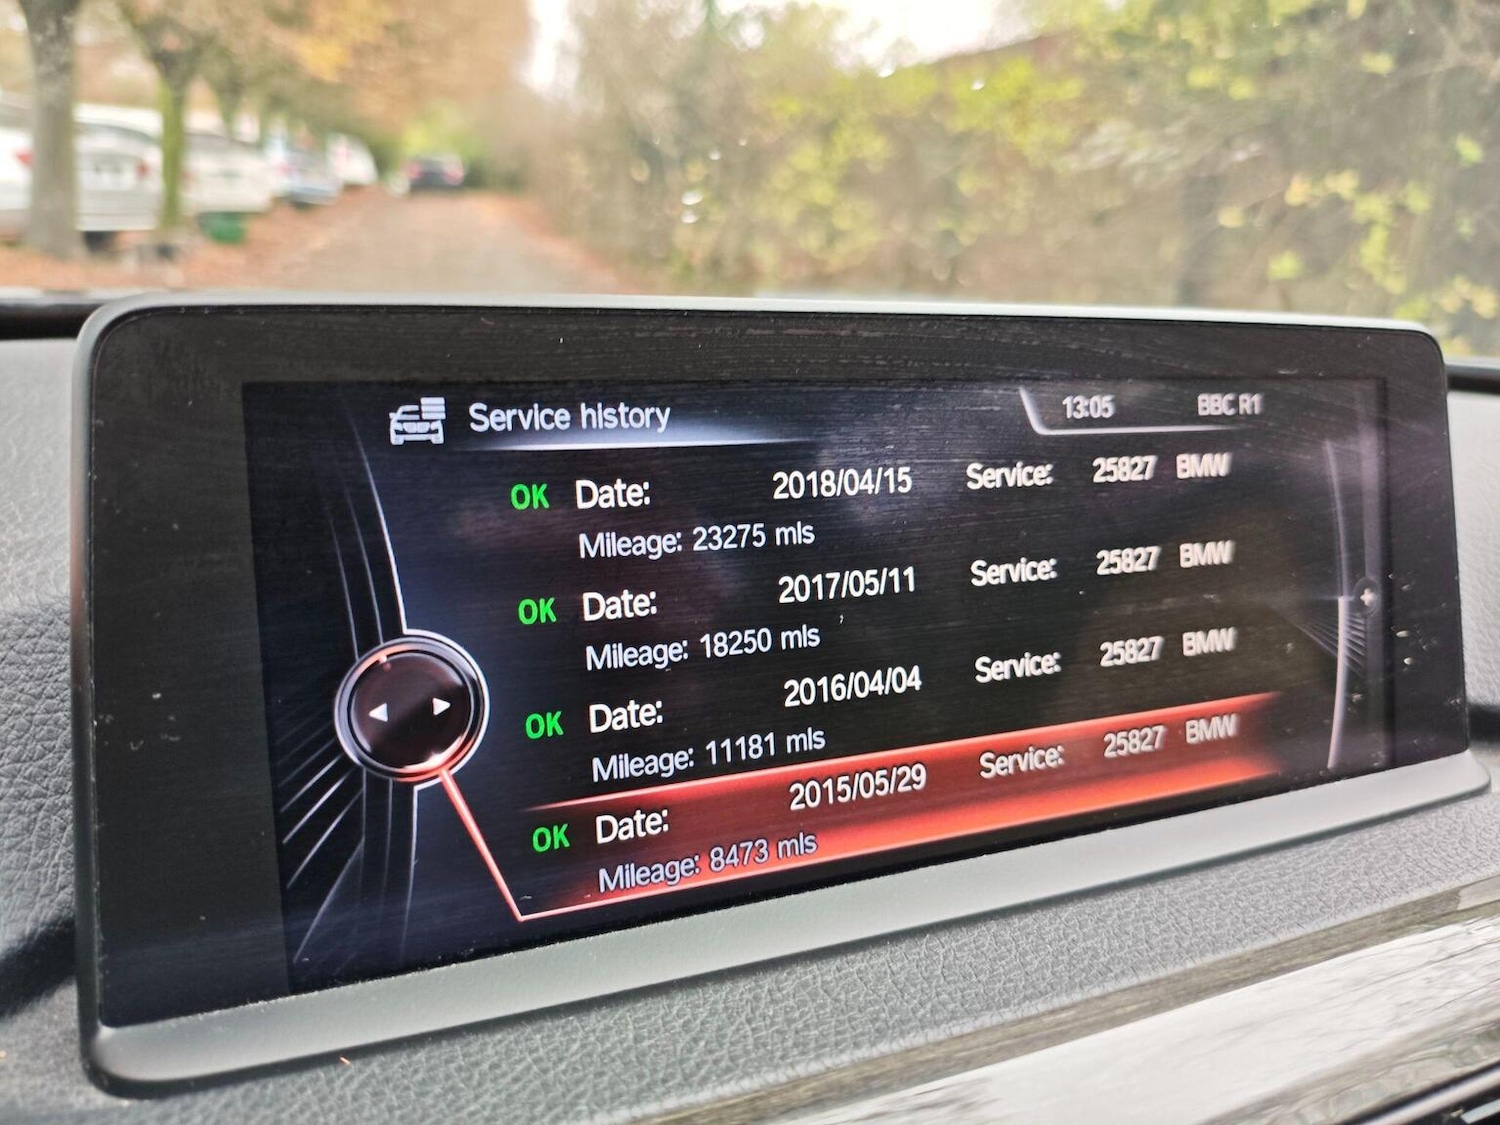 Service history 13:05 BBC R1
OK Date: 2018/04/15 Service: 25827 BMW
Mileage: 23275 mls
OK Date: 2017/05/11 Service: 25827 BMW
Mileage: 18250 mls
OK Date: 2016/04/04 Service: 25827 BMW
Mileage: 11181 mls
OK Date: 2015/05/29 Service: 25827 BMW
Mileage: 8473 mls